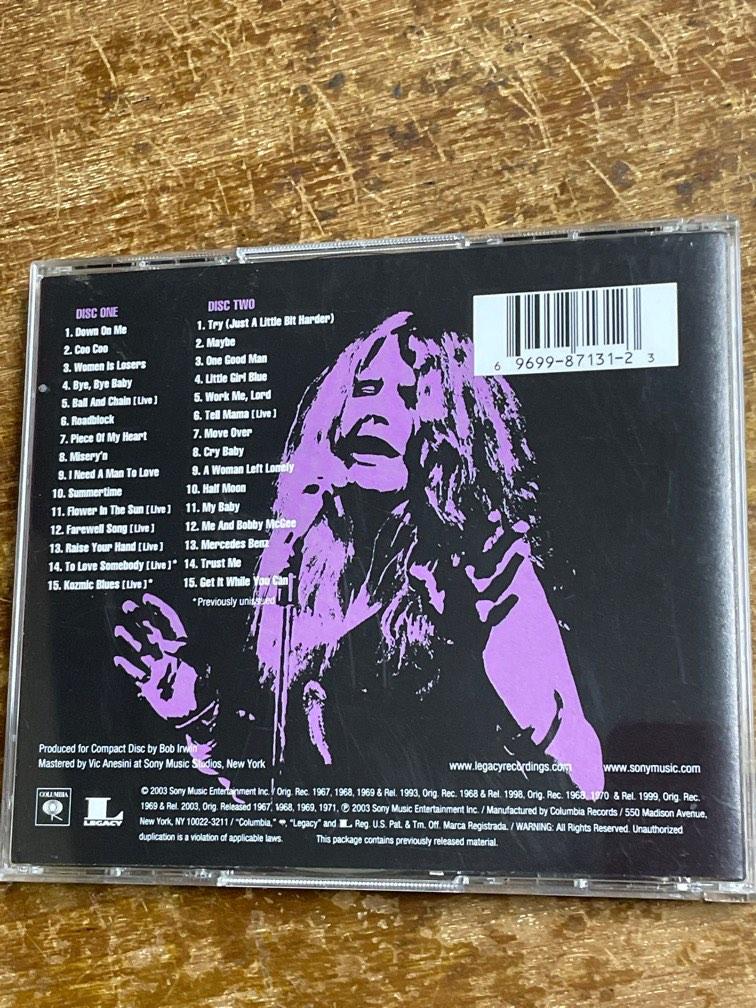 DISC ONE
1. Down On Me
2. Coo Coo
3. Women Is Losers
4. Bye, Bye Baby
5. Ball And Chain [Live]
6. Roadblock
7. Piece Of My Heart
8. Misery'n
9. I Need A Man To Love
10. Summertime
11. Flower In The Sun [Live]
12. Farewell Song [Live]
13. Raise Your Hand [Live]
14. To Love Somebody [Live]*
15. Kozmic Blues [Live]*
DISC TWO
1. Try (Just A Little Bit Harder)
2. Maybe
3. One Good Man
4. Little Girl Blue
5. Work Me, Lord
6. Tell Mama [Live]
7. Move Over
8. Cry Baby
9. A Woman Left Lonely
10. Half Moon
11. My Baby
12. Me And Bobby McGee
13. Mercedes Benz
14. Trust Me
15. Get It While You Can
*Previously unissued
6 9699-87131-2 3
Produced for Compact Disc by Bob Irwin
Mastered by Vic Anesini at Sony Music Studios, New York
www.legacyrecordings.com
www.sonymusic.com
COLUMBIA
L
LEGACY
© 2003 Sony Music Entertainment Inc. / Orig. Rec. 1967, 1968, 1969 & Rel. 1993, Orig. Rec. 1968 & Rel. 1998, Orig. Rec. 1968, 1970 & Rel. 1999, Orig. Rec.
1969 & Rel. 2003, Orig. Released 1967, 1968, 1969, 1971, ℗ 2003 Sony Music Entertainment Inc. / Manufactured by Columbia Records / 550 Madison Avenue,
New York, NY 10022-3211 / "Columbia," , "Legacy" and L Reg. U.S. Pat. & Tm. Off. Marca Registrada. / WARNING: All Rights Reserved. Unauthorized
duplication is a violation of applicable laws. This package contains previously released material.